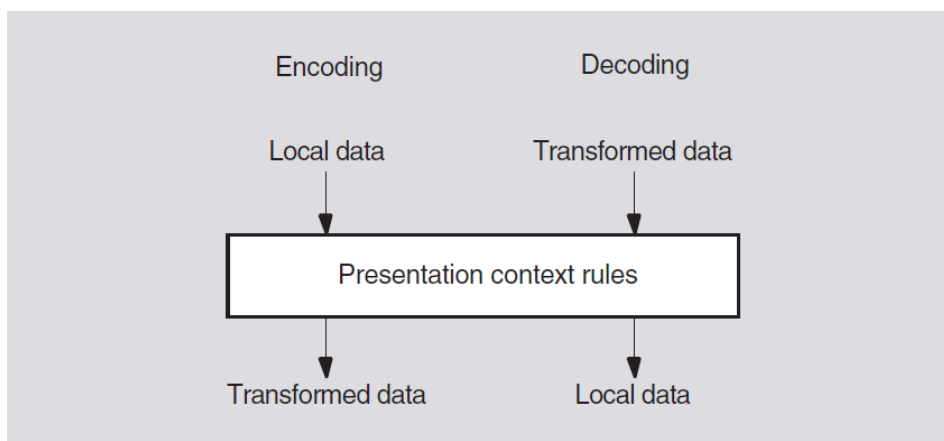 Encoding Decoding
Local data Transformed data
Presentation context rules
Transformed data Local data